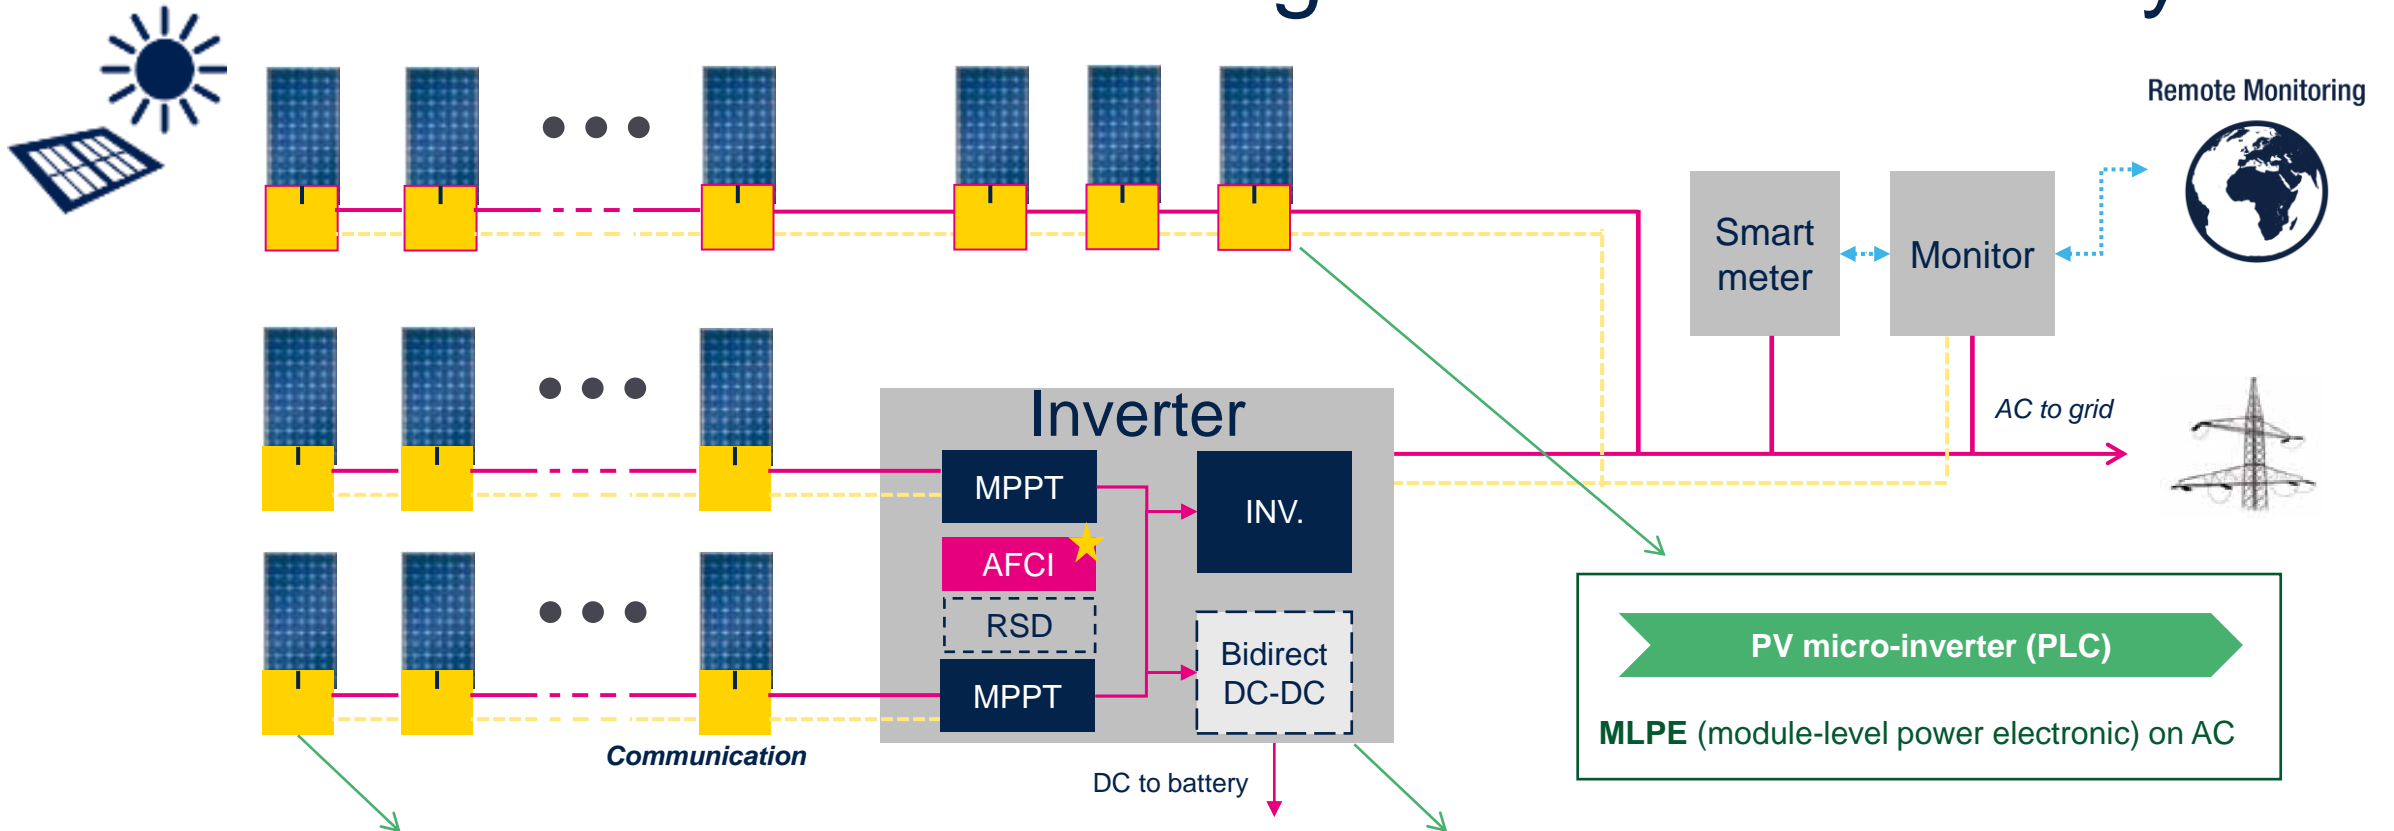 Remote Monitoring
Smart
meter
Monitor
AC to grid
Inverter
MPPT
INV.
AFCI
RSD
Bidirect
DC-DC
MPPT
PV micro-inverter (PLC)
MLPE (module-level power electronic) on AC
Communication
DC to battery